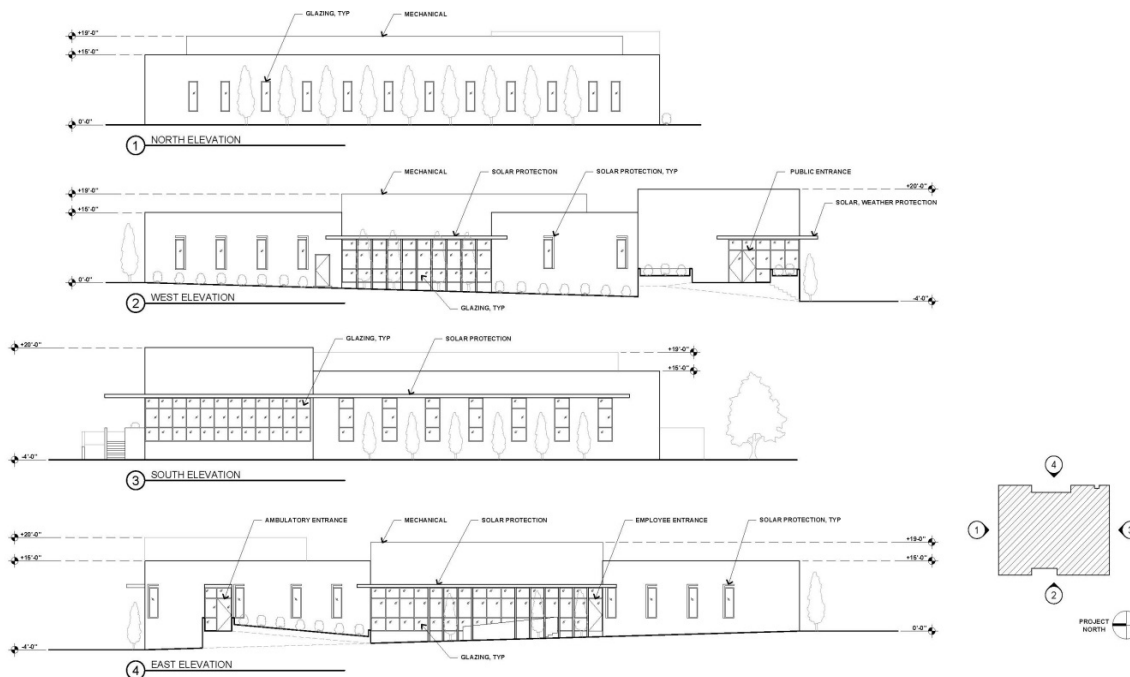 GLAZING, TYP
MECHANICAL
+19'-0"
+15'-0"
0'-0"
1 NORTH ELEVATION
MECHANICAL
SOLAR PROTECTION
SOLAR PROTECTION, TYP
PUBLIC ENTRANCE
+19'-0"
+20'-0"
SOLAR, WEATHER PROTECTION
+15'-0"
0'-0"
GLAZING, TYP
-4'-0"
2 WEST ELEVATION
+20'-0"
GLAZING, TYP
SOLAR PROTECTION
+19'-0"
+15'-0"
-4'-0"
3 SOUTH ELEVATION
AMBULATORY ENTRANCE
MECHANICAL
SOLAR PROTECTION
EMPLOYEE ENTRANCE
SOLAR PROTECTION, TYP
+20'-0"
+19'-0"
+15'-0"
+15'-0"
0'-0"
-4'-0"
GLAZING, TYP
4 EAST ELEVATION
4
1
3
2
PROJECT
NORTH